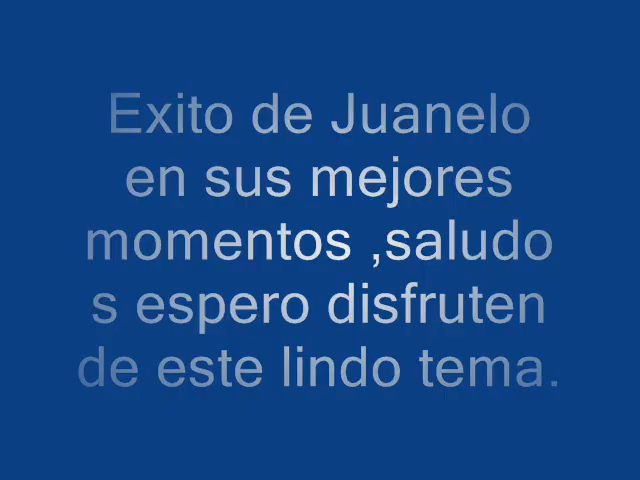 Exito de Juanelo
en sus mejores
momentos ,saludo
s espero disfruten
de este lindo tema.